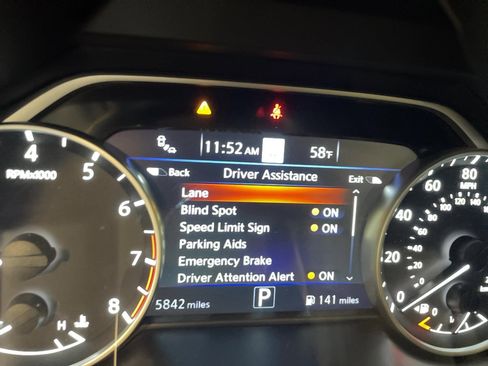 11:52 AM 58°F
Back Driver Assistance Exit
Lane
Blind Spot ON
Speed Limit Sign ON
Parking Aids
Emergency Brake
Driver Attention Alert ON
5842 miles P 141 miles
4 5 6 7 8
RPMx1000
H
0 20 40 60 80
MPH